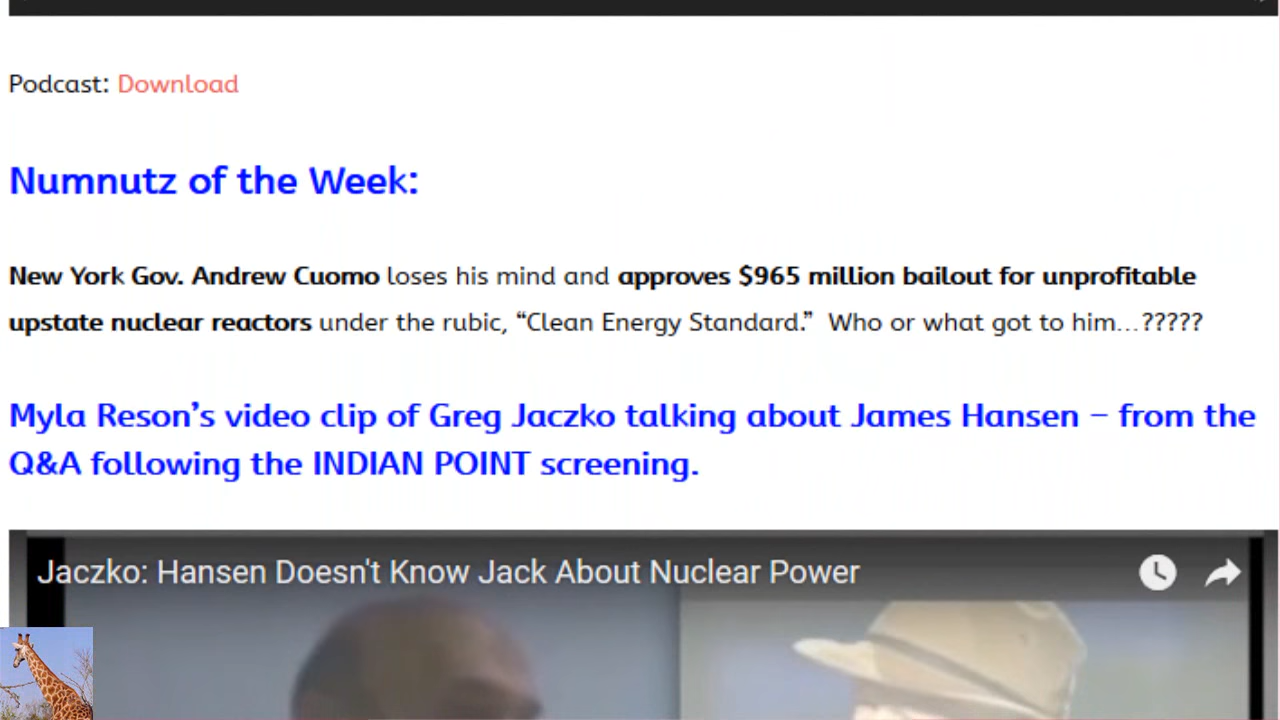 Podcast: Download
Numnutz of the Week:
New York Gov. Andrew Cuomo loses his mind and approves $965 million bailout for unprofitable
upstate nuclear reactors under the rubic, “Clean Energy Standard.”  Who or what got to him…?????
Myla Reson’s video clip of Greg Jaczko talking about James Hansen – from the
Q&A following the INDIAN POINT screening.
Jaczko: Hansen Doesn't Know Jack About Nuclear Power